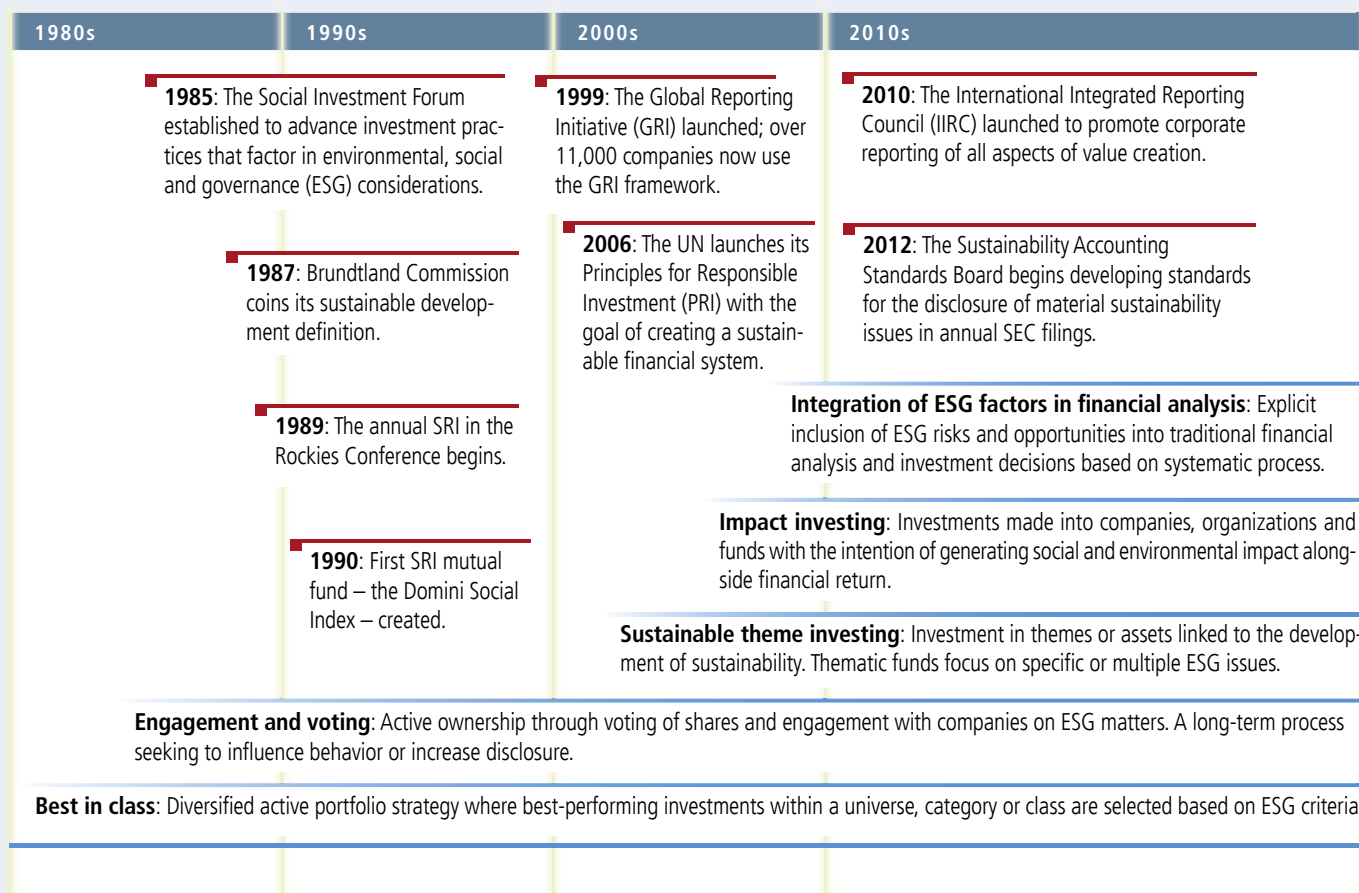 1980s
1990s
2000s
2010s
1985: The Social Investment Forum
established to advance investment prac-
tices that factor in environmental, social
and governance (ESG) considerations.
1987: Brundtland Commission
coins its sustainable develop-
ment definition.
1989: The annual SRI in the
Rockies Conference begins.
1990: First SRI mutual
fund – the Domini Social
Index – created.
1999: The Global Reporting
Initiative (GRI) launched; over
11,000 companies now use
the GRI framework.
2006: The UN launches its
Principles for Responsible
Investment (PRI) with the
goal of creating a sustain-
able financial system.
2010: The International Integrated Reporting
Council (IIRC) launched to promote corporate
reporting of all aspects of value creation.
2012: The Sustainability Accounting
Standards Board begins developing standards
for the disclosure of material sustainability
issues in annual SEC filings.
Integration of ESG factors in financial analysis: Explicit
inclusion of ESG risks and opportunities into traditional financial
analysis and investment decisions based on systematic process.
Impact investing: Investments made into companies, organizations and
funds with the intention of generating social and environmental impact along-
side financial return.
Sustainable theme investing: Investment in themes or assets linked to the develop-
ment of sustainability. Thematic funds focus on specific or multiple ESG issues.
Engagement and voting: Active ownership through voting of shares and engagement with companies on ESG matters. A long-term process
seeking to influence behavior or increase disclosure.
Best in class: Diversified active portfolio strategy where best-performing investments within a universe, category or class are selected based on ESG criteria